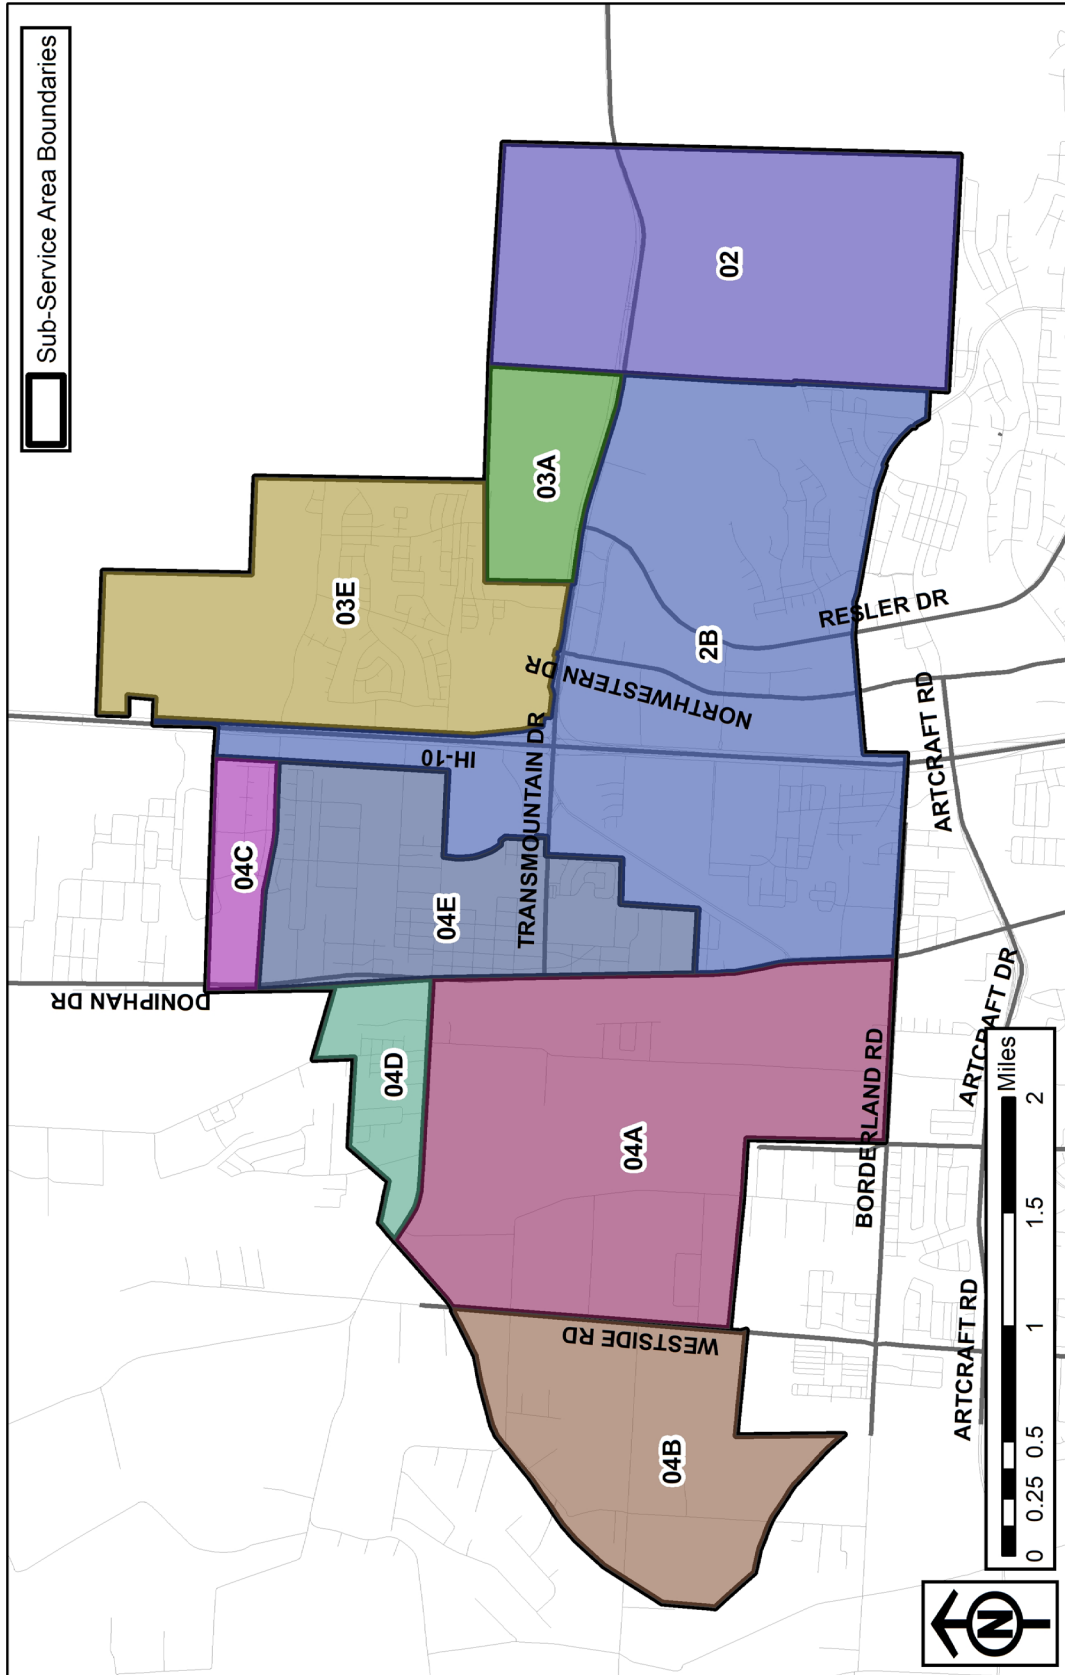 Sub-Service Area Boundaries
02
03A
03E
2B
RESLER DR
NORTHWESTERN DR
ARTCRAFT RD
IH-10
TRANSMOUNTAIN DR
04C
04E
DONIPHAN DR
04D
04A
BORDERLAND RD
ARTCRAFT DR
WESTSIDE RD
ARTCRAFT RD
04B
0 0.25 0.5 1 1.5 2
Miles
N